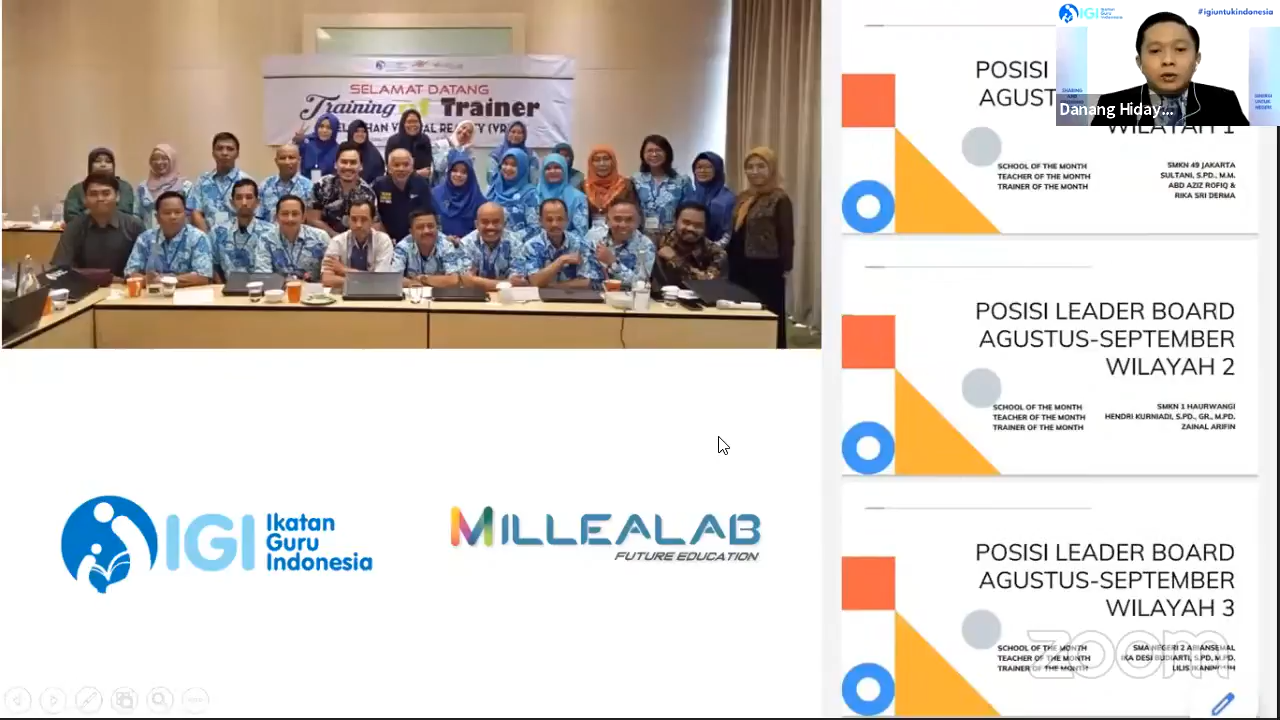 SELAMAT DATANG
Training of Trainer
IGI Ikatan Guru Indonesia
MILLEALAB
FUTURE EDUCATION
POSISI
AGUST
WILAYAH 1
SCHOOL OF THE MONTH SMKN 49 JAKARTA
TEACHER OF THE MONTH SULTANI, S.PD., M.M.
TRAINER OF THE MONTH ABD AZIZ ROFIQ &
RIKA SRI DERMA
IGI
#igiuntukindonesia
Danang Hiday...
POSISI LEADER BOARD
AGUSTUS-SEPTEMBER
WILAYAH 2
SCHOOL OF THE MONTH SMKN 1 HAURWANGI
TEACHER OF THE MONTH HENDRI KURNIADI, S.PD., GR., M.PD.
TRAINER OF THE MONTH ZAINAL ARIFIN
POSISI LEADER BOARD
AGUSTUS-SEPTEMBER
WILAYAH 3
SCHOOL OF THE MONTH SMA NEGERI 2
TEACHER OF THE MONTH IKA DESI BUDIARTI, S.PD, M.PD.
TRAINER OF THE MONTH LILIS
zoom